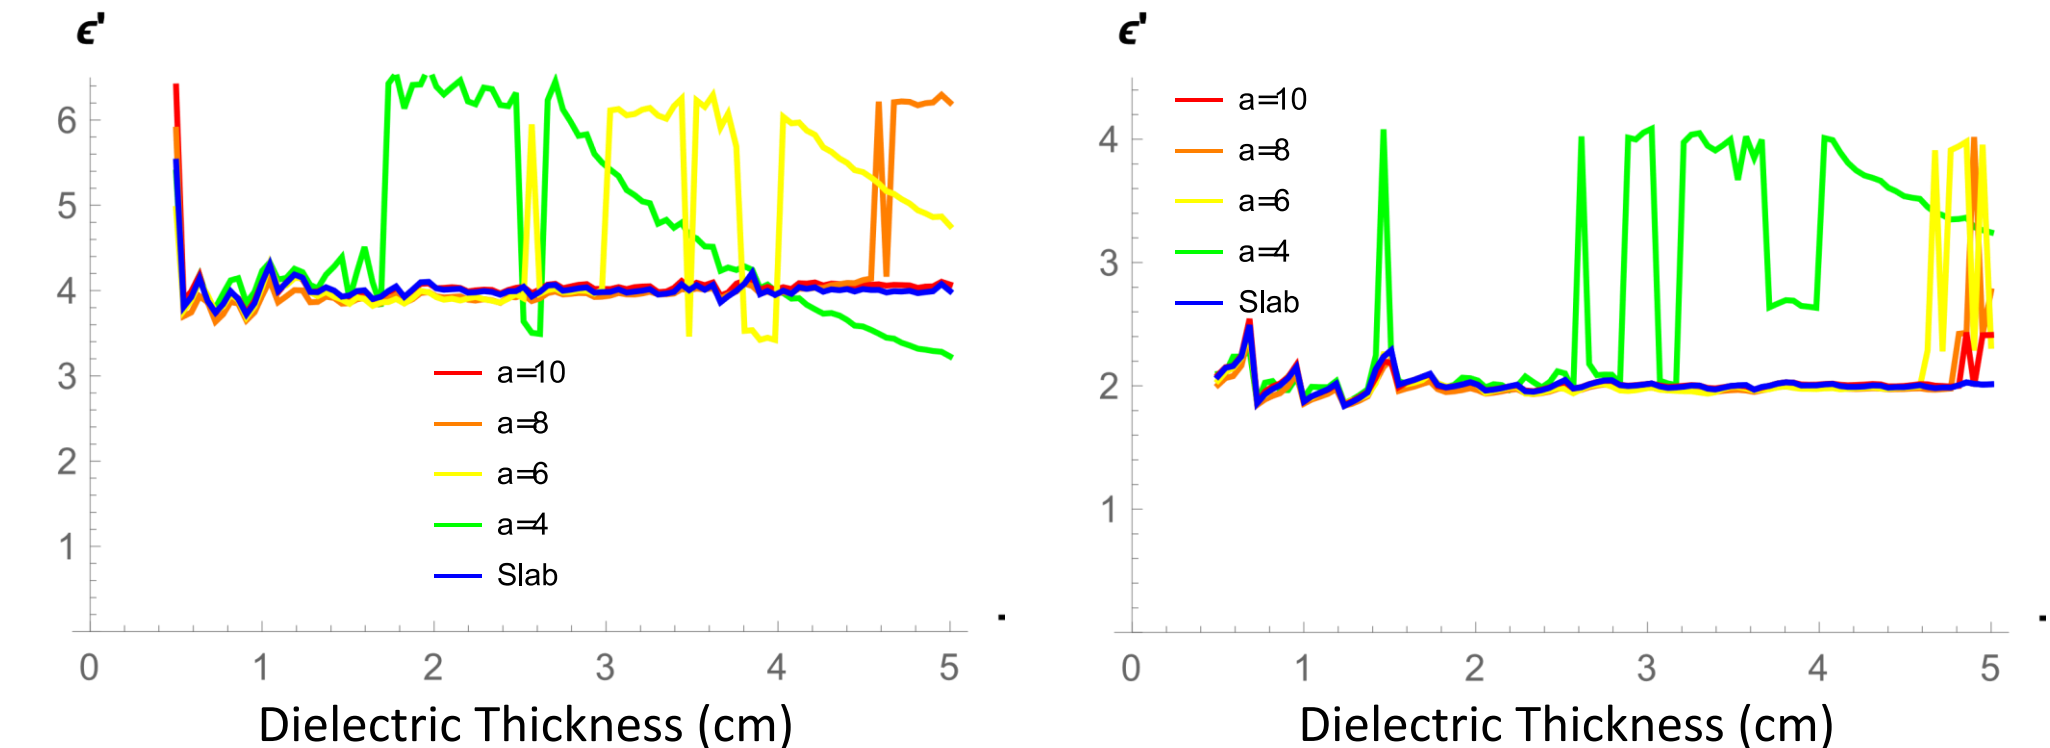 ϵ'
6
5
4
3
2
1
a=10
a=8
a=6
a=4
Slab
0 1 2 3 4 5
Dielectric Thickness (cm)
ϵ'
a=10
a=8
a=6
a=4
Slab
4
3
2
1
0 1 2 3 4 5
Dielectric Thickness (cm)